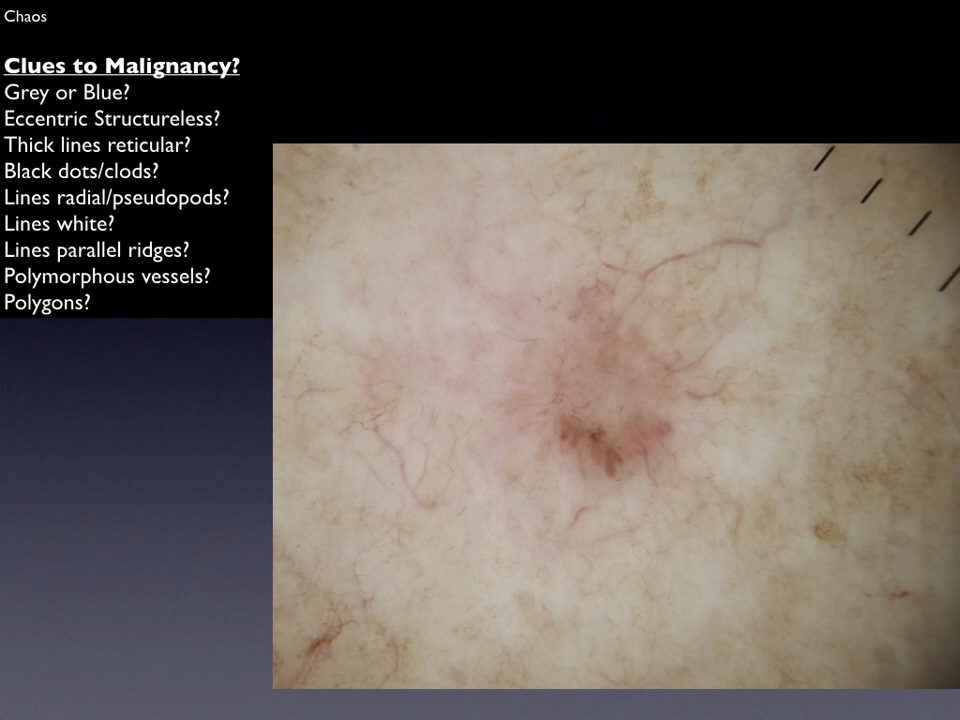 Chaos
Clues to Malignancy?
Grey or Blue?
Eccentric Structureless?
Thick lines reticular?
Black dots/clods?
Lines radial/pseudopods?
Lines white?
Lines parallel ridges?
Polymorphous vessels?
Polygons?